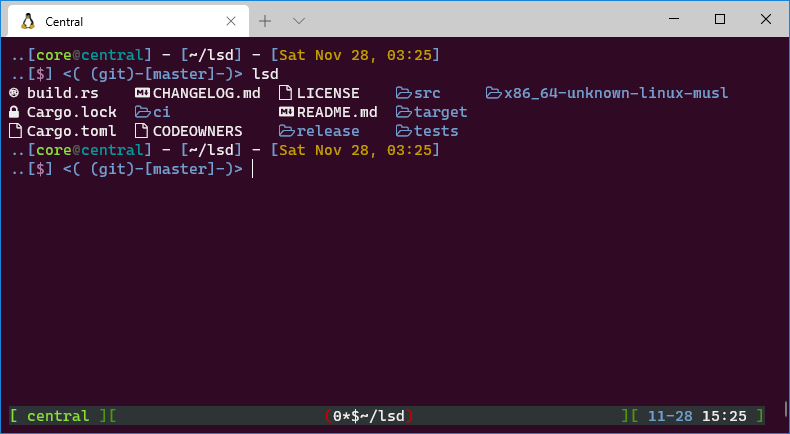 Central
..[core@central] - [~/lsd] - [Sat Nov 28, 03:25]
..[$] <( (git)-[master]-)> lsd
build.rs CHANGELOG.md LICENSE src x86_64-unknown-linux-musl
Cargo.lock ci README.md target
Cargo.toml CODEOWNERS release tests
..[core@central] - [~/lsd] - [Sat Nov 28, 03:25]
..[$] <( (git)-[master]-)>
[ central ][ (0*$~/lsd) ][ 11-28 15:25 ]